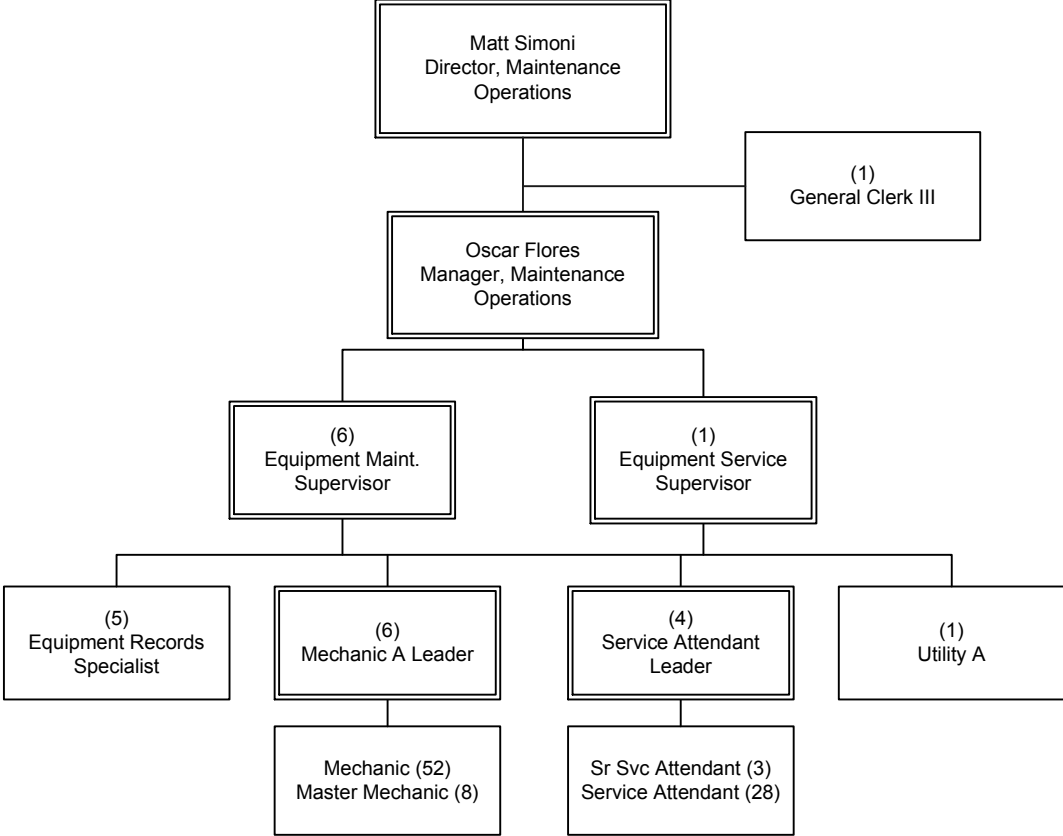 Matt Simoni
Director, Maintenance
Operations
(1)
General Clerk III
Oscar Flores
Manager, Maintenance
Operations
(6)
Equipment Maint.
Supervisor
(1)
Equipment Service
Supervisor
(5)
Equipment Records
Specialist
(6)
Mechanic A Leader
(4)
Service Attendant
Leader
(1)
Utility A
Mechanic (52)
Master Mechanic (8)
Sr Svc Attendant (3)
Service Attendant (28)